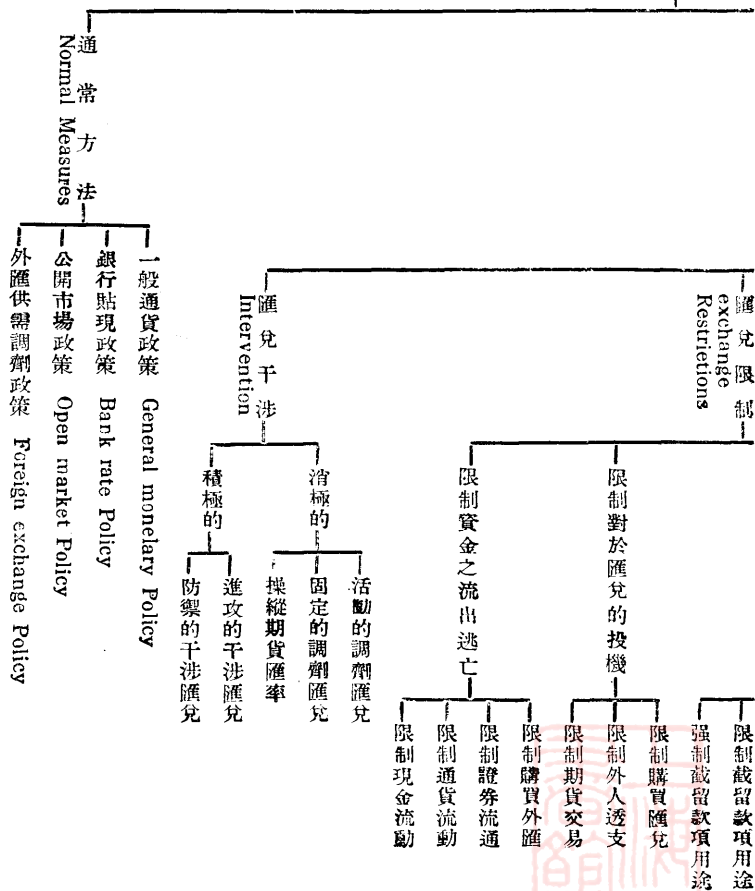 匯兌限制
exchange
Restrietions
限制截留款項用途
强制截留款項用途
限制對於匯兌的投機
限制購買匯兌
限制外人透支
限制期貨交易
限制資金之流出逃亡
限制購買外匯
限制證券流通
限制通貨流動
限制現金流動
匯兌干涉
Intervention
消極的
活動的調劑匯兌
固定的調劑匯兌
操縱期貨匯率
積極的
進攻的干涉匯兌
防禦的干涉匯兌
通常方法
Normal Measures
一般通貨政策 General monelary Policy
銀行貼現政策 Bank rate Policy
公開市場政策 Open market Policy
外匯供需調劑政策 Foreign exchange Policy